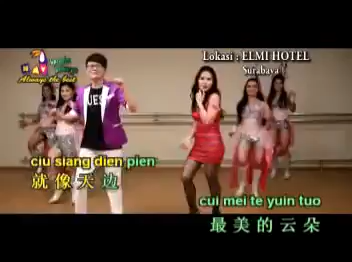 Always the best
Lokasi : ELMI HOTEL
Surabaya
UES
ciu siang dien pien
就像天边
cui mei te yuin tuo
最美的云朵